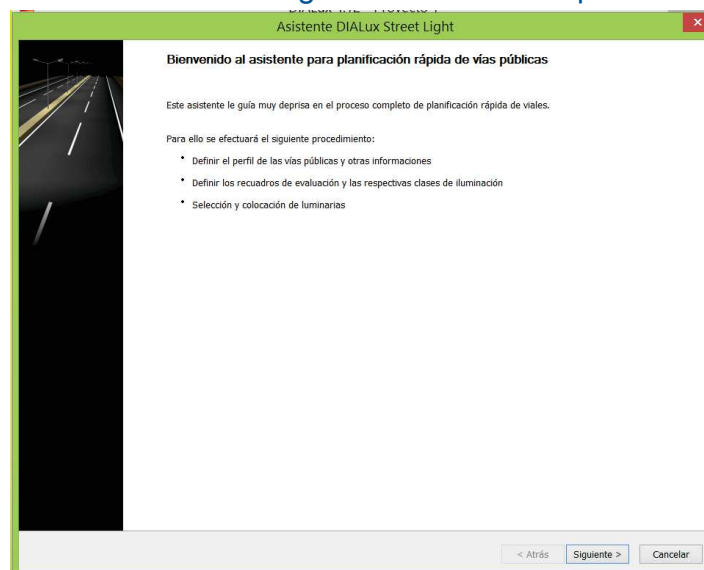 Asistente DIALux Street Light
Bienvenido al asistente para planificación rápida de vías públicas
Este asistente le guía muy deprisa en el proceso completo de planificación rápida de viales.
Para ello se efectuará el siguiente procedimiento:
• Definir el perfil de las vías públicas y otras informaciones
• Definir los recuadros de evaluación y las respectivas clases de iluminación
• Selección y colocación de luminarias
< Atrás Siguiente > Cancelar